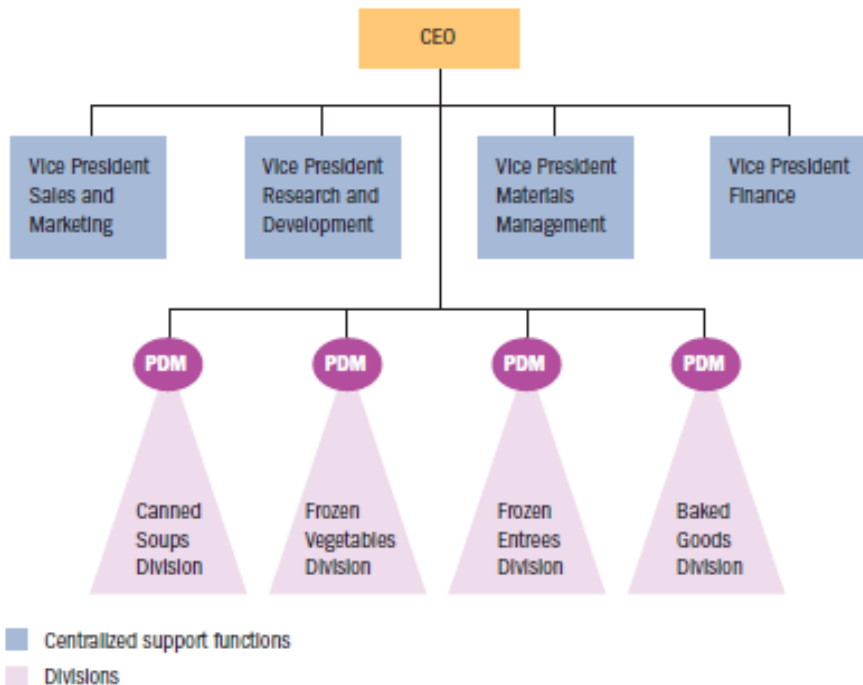 CEO
Vice President
Sales and
Marketing
Vice President
Research and
Development
Vice President
Materials
Management
Vice President
Finance
PDM
PDM
PDM
PDM
Canned
Soups
Division
Frozen
Vegetables
Division
Frozen
Entrees
Division
Baked
Goods
Division
Centralized support functions
Divisions